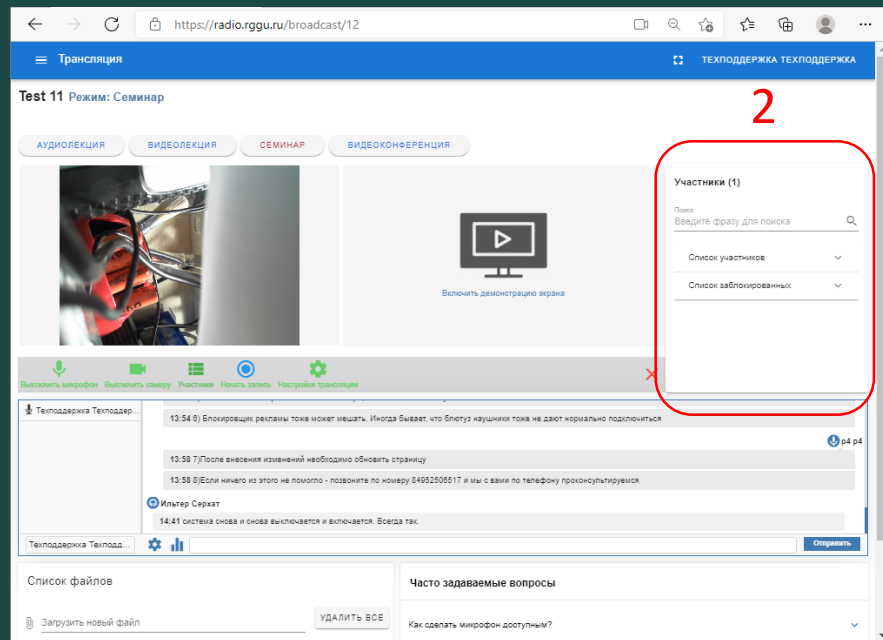 https://radio.rggu.ru/broadcast/12
Трансляция
ТЕХПОДДЕРЖКА ТЕХПОДДЕРЖКА
Test 11 Режим: Семинар
2
АУДИОЛЕКЦИЯ
ВИДЕОЛЕКЦИЯ
СЕМИНАР
ВИДЕОКОНФЕРЕНЦИЯ
Включить демонстрацию экрана
Участники (1)
Поиск
Введите фразу для поиска
Список участников
Список заблокированных
Выключить микрофон
Выключить камеру
Участники
Начать запись
Настройки трансляции
Техподдержка Техподдер...
13:54 6) Блокировщик рекламы тоже может мешать. Иногда бывает, что блютуз наушники тоже не дают нормально подключиться
p4 p4
13:58 7)После внесения изменений необходимо обновить страницу
13:58 8)Если ничего из этого не помогло - позвоните по номеру 84952506517 и мы с вами по телефону проконсультируемся
Ильтер Серхат
14:41 система снова и снова выключается и включается. Всегда так.
Техподдержка Техподд...
Отправить
Список файлов
Загрузить новый файл
УДАЛИТЬ ВСЕ
Часто задаваемые вопросы
Как сделать микрофон доступным?